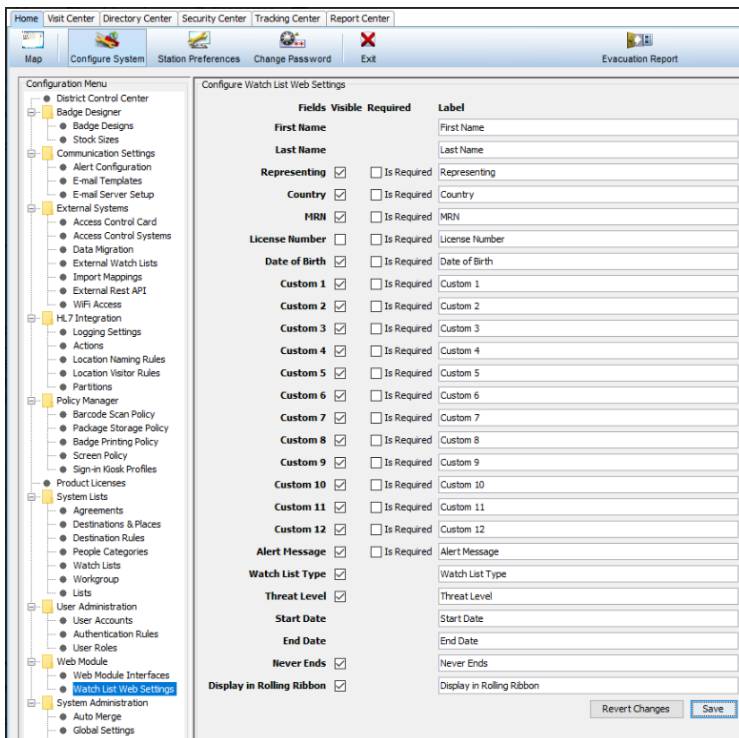 Home Visit Center Directory Center Security Center Tracking Center Report Center
Map Configure System Station Preferences Change Password Exit Evacuation Report
Configuration Menu
District Control Center
Badge Designer
Badge Designs
Stock Sizes
Communication Settings
Alert Configuration
E-mail Templates
E-mail Server Setup
External Systems
Access Control Card
Access Control Systems
Data Migration
External Watch Lists
Import Mappings
External Rest API
WiFi Access
HL7 Integration
Logging Settings
Actions
Location Naming Rules
Location Visitor Rules
Partitions
Policy Manager
Barcode Scan Policy
Package Storage Policy
Badge Printing Policy
Screen Policy
Sign-in Kiosk Profiles
Product Licenses
System Lists
Agreements
Destinations & Places
Destination Rules
People Categories
Watch Lists
Workgroup
Lists
User Administration
User Accounts
Authentication Rules
User Roles
Web Module
Web Module Interfaces
Watch List Web Settings
System Administration
Auto Merge
Global Settings
Configure Watch List Web Settings
Fields Visible Required Label
First Name First Name
Last Name Last Name
Representing Is Required Representing
Country Is Required Country
MRN Is Required MRN
License Number Is Required License Number
Date of Birth Is Required Date of Birth
Custom 1 Is Required Custom 1
Custom 2 Is Required Custom 2
Custom 3 Is Required Custom 3
Custom 4 Is Required Custom 4
Custom 5 Is Required Custom 5
Custom 6 Is Required Custom 6
Custom 7 Is Required Custom 7
Custom 8 Is Required Custom 8
Custom 9 Is Required Custom 9
Custom 10 Is Required Custom 10
Custom 11 Is Required Custom 11
Custom 12 Is Required Custom 12
Alert Message Is Required Alert Message
Watch List Type Watch List Type
Threat Level Threat Level
Start Date Start Date
End Date End Date
Never Ends Never Ends
Display in Rolling Ribbon Display in Rolling Ribbon
Revert Changes Save